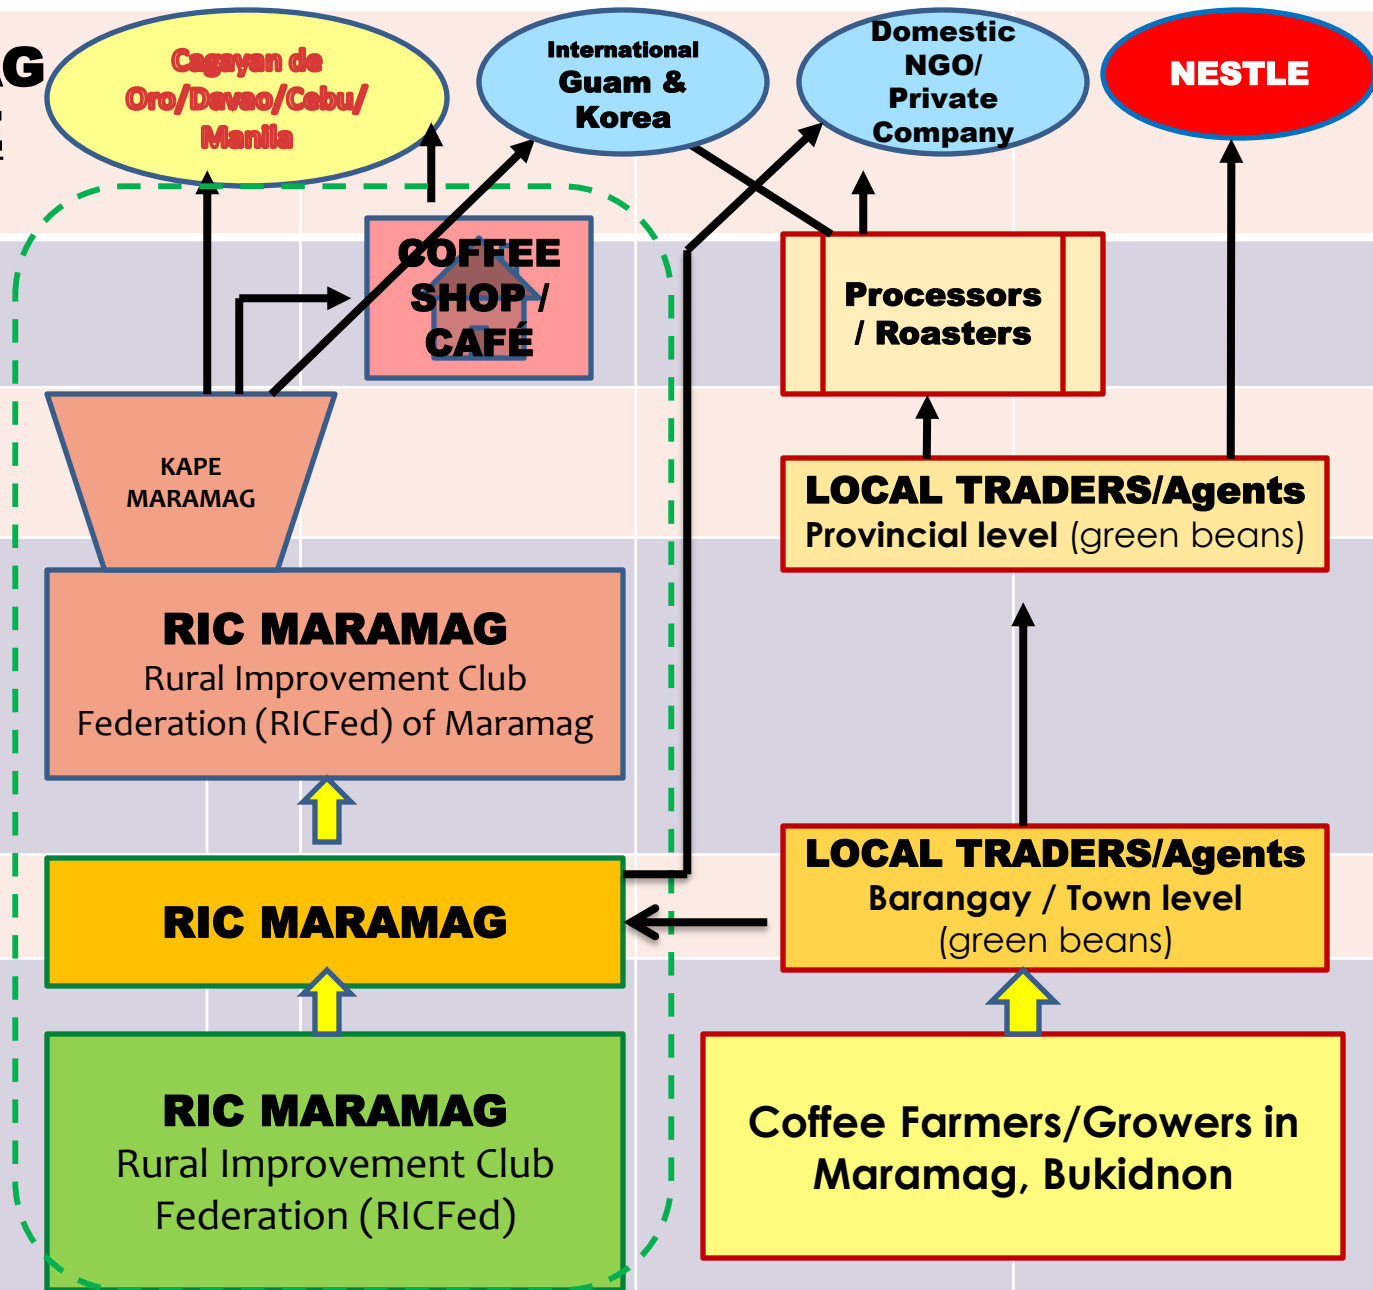 AG
Cagayan de
Oro/Davao/Cebu/
Manila
International
Guam &
Korea
Domestic
NGO/
Private
Company
NESTLE
COFFEE
SHOP /
CAFÉ
Processors
/ Roasters
KAPE
MARAMAG
LOCAL TRADERS/Agents
Provincial level (green beans)
RIC MARAMAG
Rural Improvement Club
Federation (RICFed) of Maramag
LOCAL TRADERS/Agents
Barangay / Town level
(green beans)
RIC MARAMAG
RIC MARAMAG
Rural Improvement Club
Federation (RICFed)
Coffee Farmers/Growers in
Maramag, Bukidnon